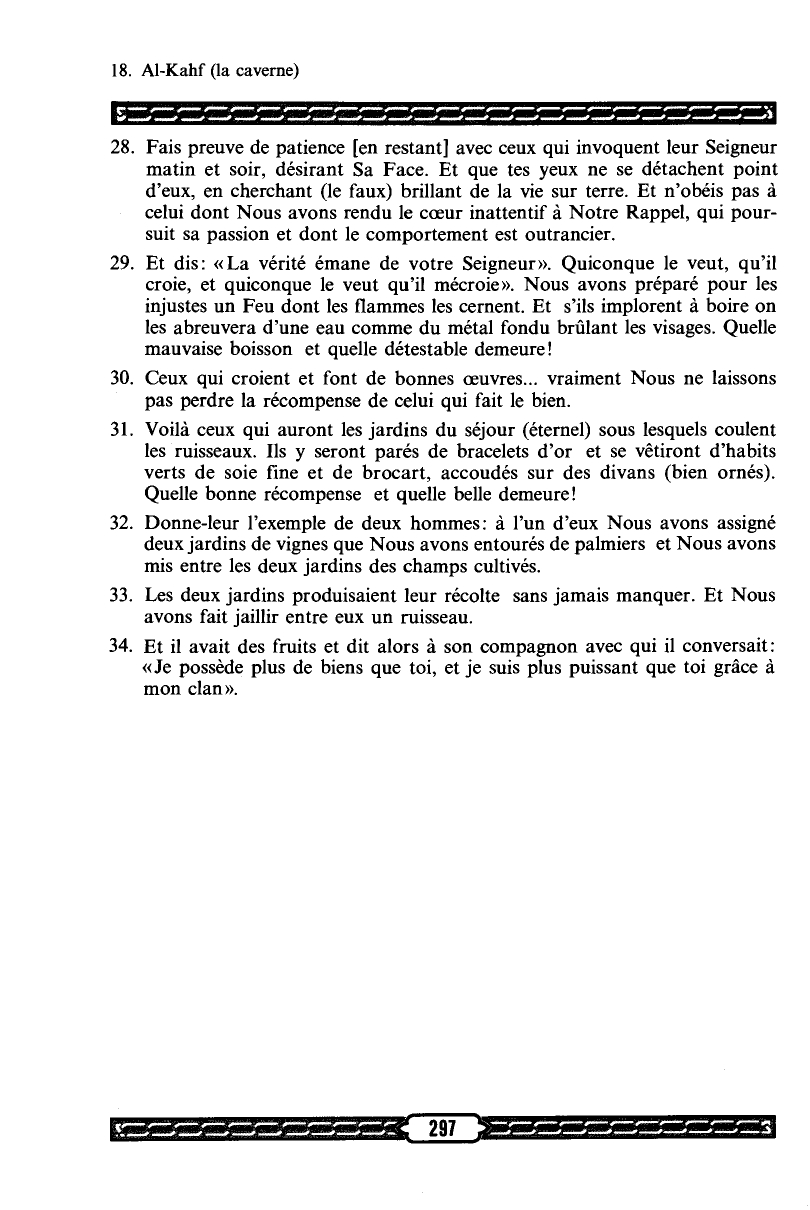 18. Al-Kahf (la caverne)
28. Fais preuve de patience [en restant] avec ceux qui invoquent leur Seigneur
matin et soir, désirant Sa Face. Et que tes yeux ne se détachent point
d'eux, en cherchant (le faux) brillant de la vie sur terre. Et n'obéis pas à
celui dont Nous avons rendu le cœur inattentif à Notre Rappel, qui pour-
suit sa passion et dont le comportement est outrancier.
29. Et dis: «La vérité émane de votre Seigneur». Quiconque le veut, qu'il
croie, et quiconque le veut qu'il mécroie». Nous avons préparé pour les
injustes un Feu dont les flammes les cernent. Et s'ils implorent à boire on
les abreuvera d'une eau comme du métal fondu brûlant les visages. Quelle
mauvaise boisson et quelle détestable demeure!
30. Ceux qui croient et font de bonnes œuvres... vraiment Nous ne laissons
pas perdre la récompense de celui qui fait le bien.
31. Voilà ceux qui auront les jardins du séjour (éternel) sous lesquels coulent
les ruisseaux. Ils y seront parés de bracelets d'or et se vêtiront d'habits
verts de soie fine et de brocart, accoudés sur des divans (bien ornés).
Quelle bonne récompense et quelle belle demeure!
32. Donne-leur l'exemple de deux hommes: à l'un d'eux Nous avons assigné
deux jardins de vignes que Nous avons entourés de palmiers et Nous avons
mis entre les deux jardins des champs cultivés.
33. Les deux jardins produisaient leur récolte sans jamais manquer. Et Nous
avons fait jaillir entre eux un ruisseau.
34. Et il avait des fruits et dit alors à son compagnon avec qui il conversait:
«Je possède plus de biens que toi, et je suis plus puissant que toi grâce à
mon clan».
297